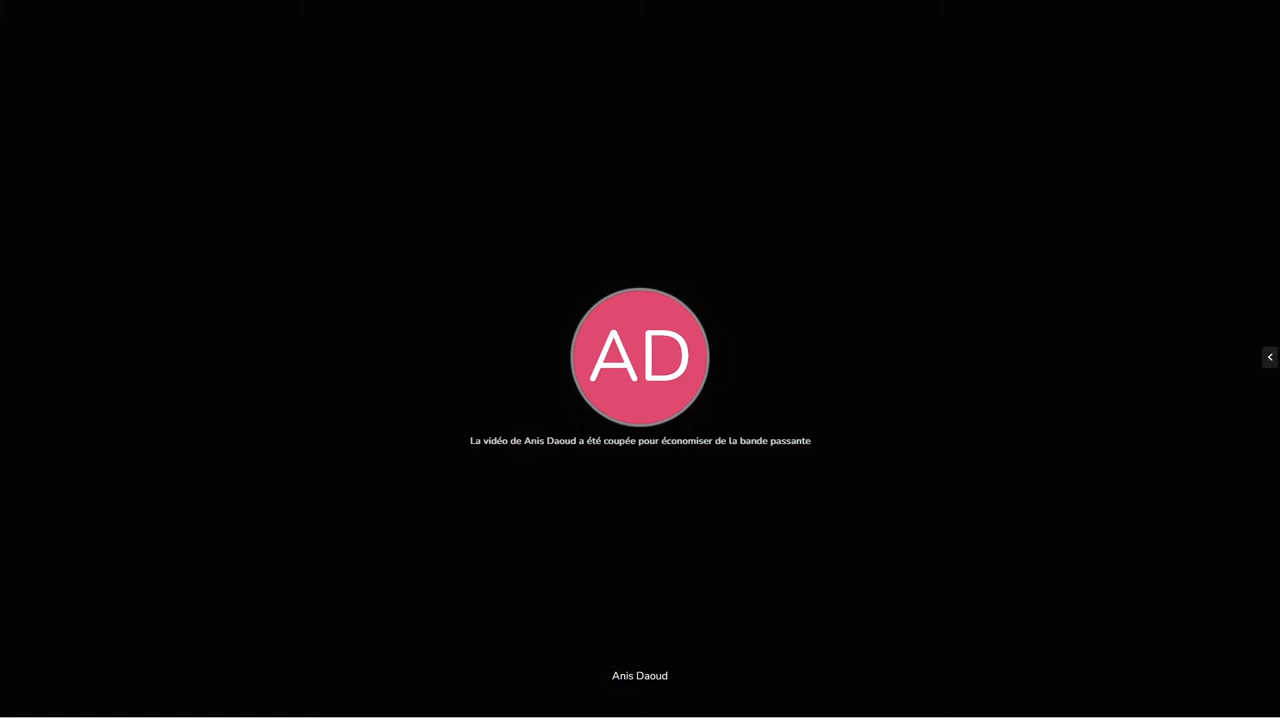 AD
La vidéo de Anis Daoud a été coupée pour économiser de la bande passante
Anis Daoud